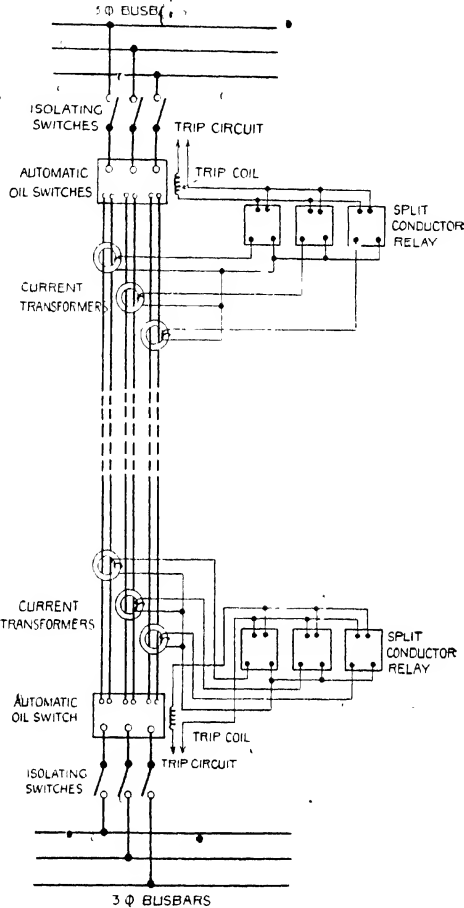 3 Φ BUSB
ISOLATING
SWITCHES
TRIP CIRCUIT
AUTOMATIC
OIL SWITCHES
TRIP COIL
SPLIT
CONDUCTOR
RELAY
CURRENT
TRANSFORMERS
CURRENT
TRANSFORMERS
SPLIT
CONDUCTOR
RELAY
AUTOMATIC
OIL SWITCH
TRIP COIL
TRIP CIRCUIT
ISOLATING
SWITCHES
3 Φ BUSBARS